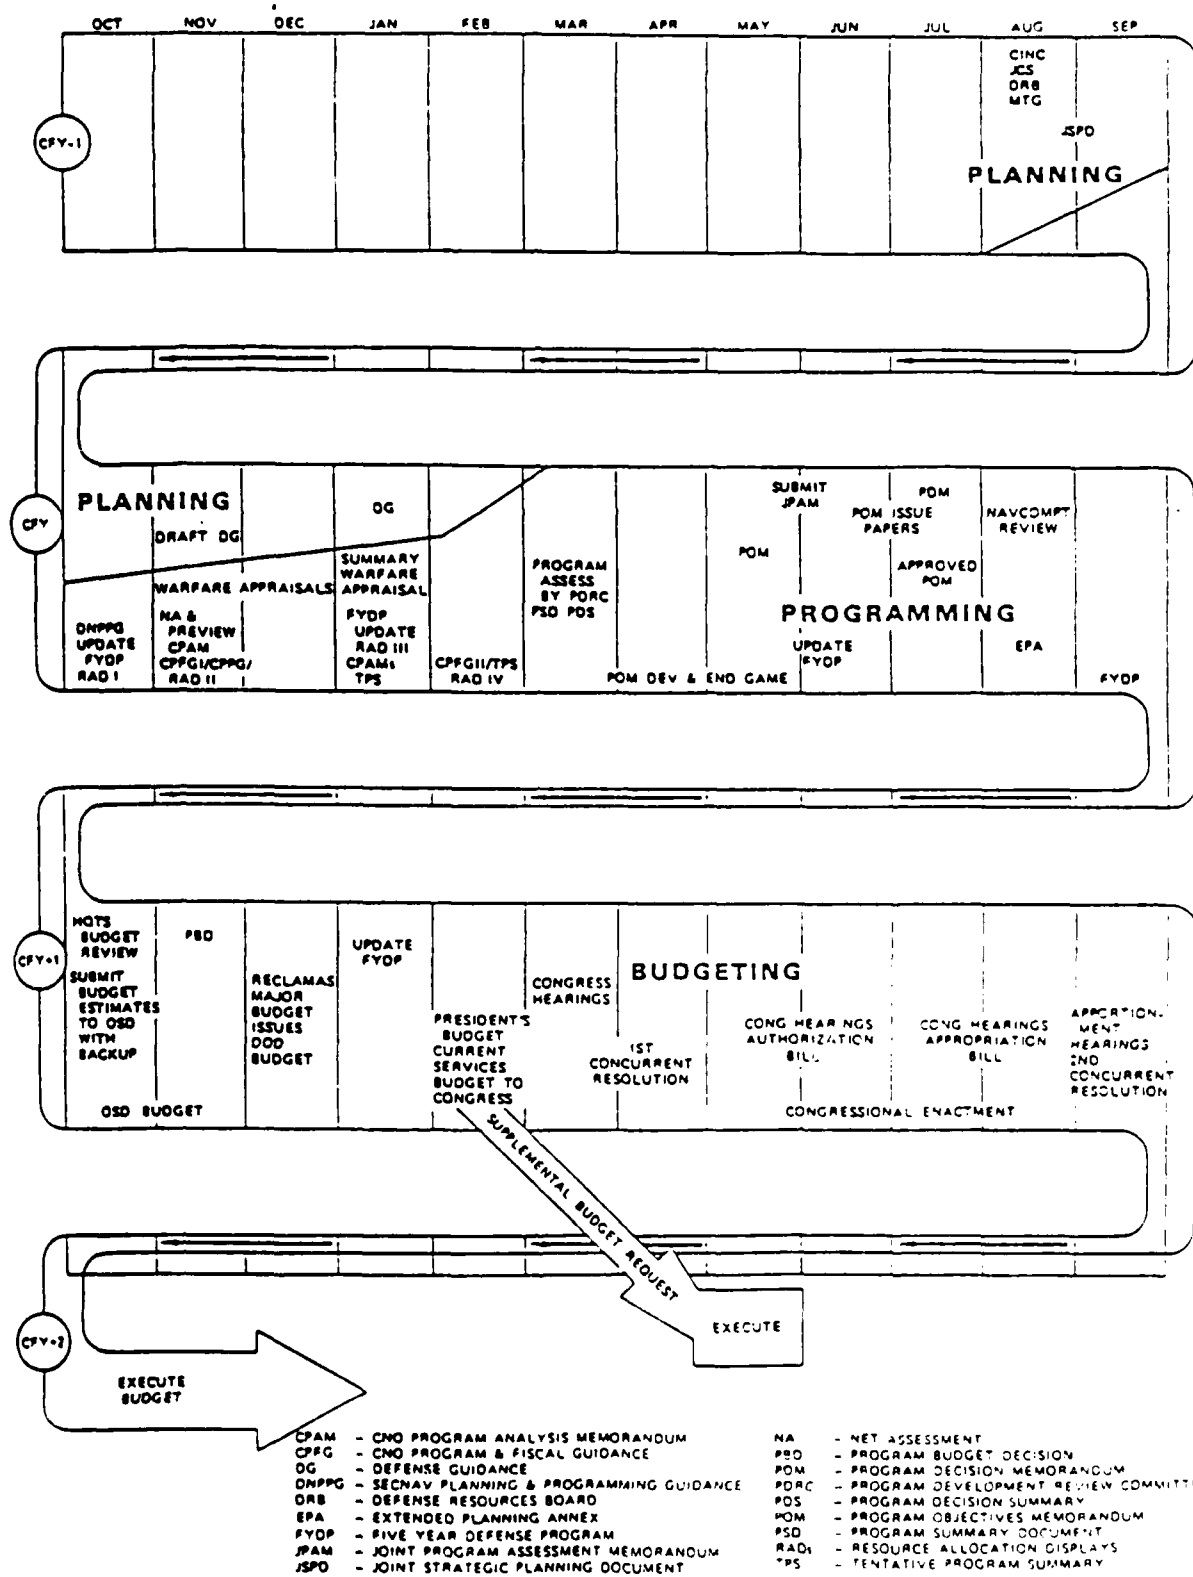 OCT NOV DEC JAN FEB MAR APR MAY JUN JUL AUG SEP
CINC
JCS
DRB
MTG
CFY-1
JSPD
PLANNING
CFY
PLANNING
DRAFT DG
WARFARE APPRAISALS
DNPPG
UPDATE
FYDP
RAD I
NA &
PREVIEW
CPAM
CPFGI/CPPG/
RAD II
DG
SUMMARY
WARFARE
APPRAISAL
FYDP
UPDATE
RAD III
CPAMs
TPS
CPFGII/TPS
RAD IV
PROGRAM
ASSESS
BY PDRC
PSD PDS
POM DEV & END GAME
POM
SUBMIT
JPAM
POM ISSUE
PAPERS
PDM
APPROVED
POM
NAVCOMPT
REVIEW
PROGRAMMING
UPDATE
FYDP
EPA
FYDP
CFY+1
HQTS
BUDGET
REVIEW
SUBMIT
BUDGET
ESTIMATES
TO OSD
WITH
BACKUP
PBD
OSD BUDGET
RECLAMAS
MAJOR
BUDGET
ISSUES
DOD
BUDGET
UPDATE
FYDP
PRESIDENT'S
BUDGET
CURRENT
SERVICES
BUDGET TO
CONGRESS
CONGRESS
HEARINGS
1ST
CONCURRENT
RESOLUTION
BUDGETING
CONG HEARINGS
AUTHORIZATION
BILL
CONG HEARINGS
APPROPRIATION
BILL
APPORTION-
MENT
HEARINGS
2ND
CONCURRENT
RESOLUTION
CONGRESSIONAL ENACTMENT
SUPPLEMENTAL BUDGET REQUEST
EXECUTE
CFY+2
EXECUTE
BUDGET
CPAM - CNO PROGRAM ANALYSIS MEMORANDUM
CPFG - CNO PROGRAM & FISCAL GUIDANCE
DG - DEFENSE GUIDANCE
DNPPG - SECNAV PLANNING & PROGRAMMING GUIDANCE
DRB - DEFENSE RESOURCES BOARD
EPA - EXTENDED PLANNING ANNEX
FYDP - FIVE YEAR DEFENSE PROGRAM
JPAM - JOINT PROGRAM ASSESSMENT MEMORANDUM
JSPD - JOINT STRATEGIC PLANNING DOCUMENT
NA - NET ASSESSMENT
PBD - PROGRAM BUDGET DECISION
PDM - PROGRAM DECISION MEMORANDUM
PDRC - PROGRAM DEVELOPMENT REVIEW COMMITT
PDS - PROGRAM DECISION SUMMARY
POM - PROGRAM OBJECTIVES MEMORANDUM
PSD - PROGRAM SUMMARY DOCUMENT
RADs - RESOURCE ALLOCATION DISPLAYS
TPS - TENTATIVE PROGRAM SUMMARY